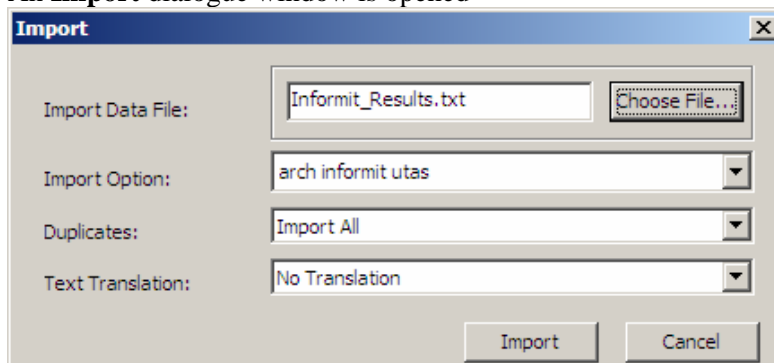 An Import dialogue window is opened
Import
Import Data File: Informit_Results.txt Choose File...
Import Option: arch informit utas
Duplicates: Import All
Text Translation: No Translation
Import Cancel